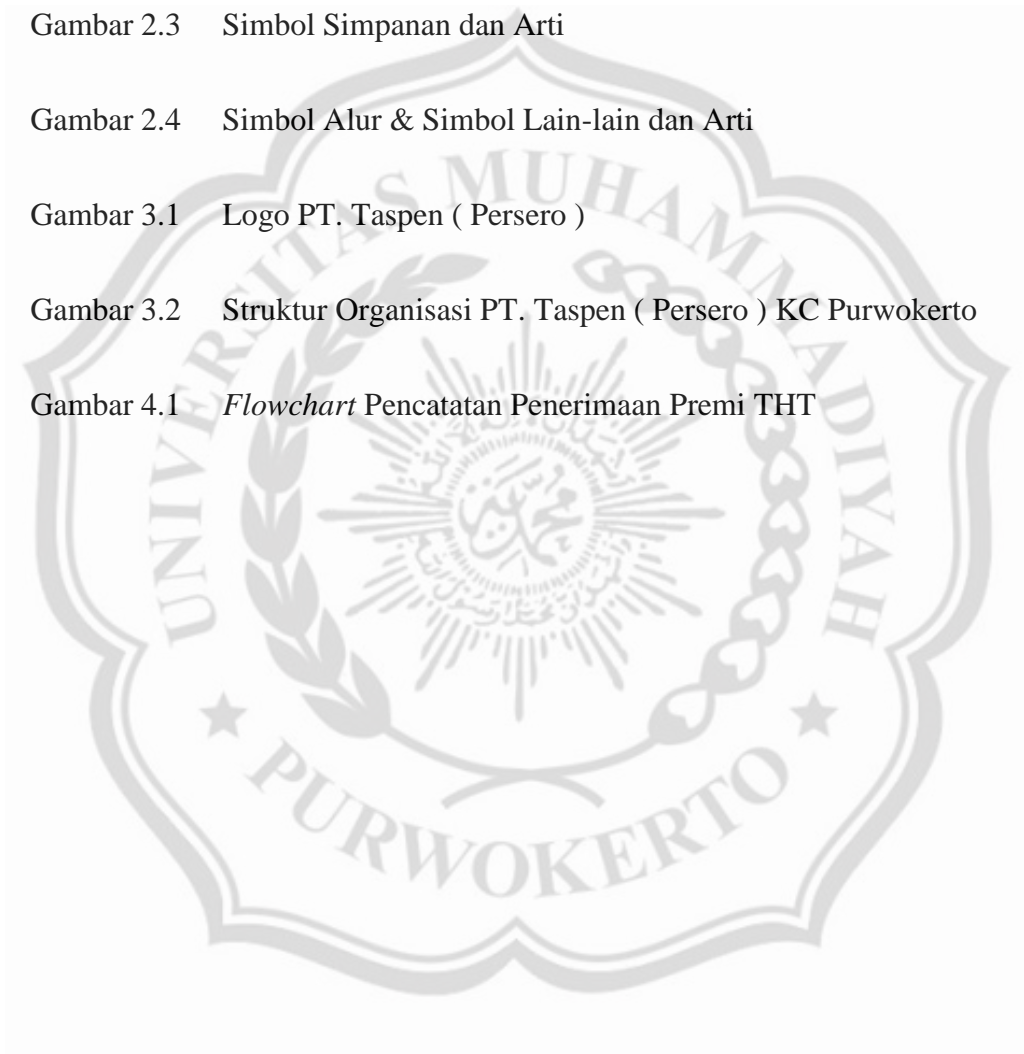 Gambar 2.3 Simbol Simpanan dan Arti
Gambar 2.4 Simbol Alur & Simbol Lain-lain dan Arti
Gambar 3.1 Logo PT. Taspen ( Persero )
Gambar 3.2 Struktur Organisasi PT. Taspen ( Persero ) KC Purwokerto
Gambar 4.1 Flowchart Pencatatan Penerimaan Premi THT
UNIVERSITAS MUHAMMADIYAH
PURWOKERTO